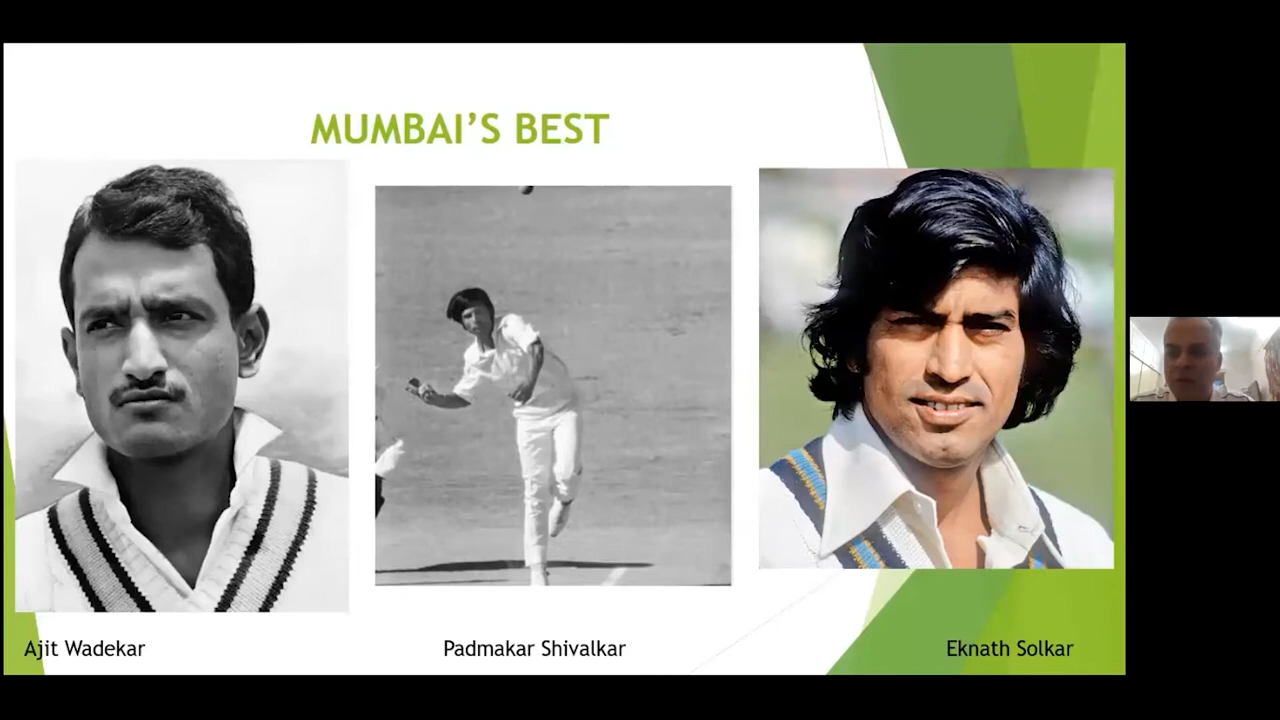 MUMBAI’S BEST
Ajit Wadekar
Padmakar Shivalkar
Eknath Solkar